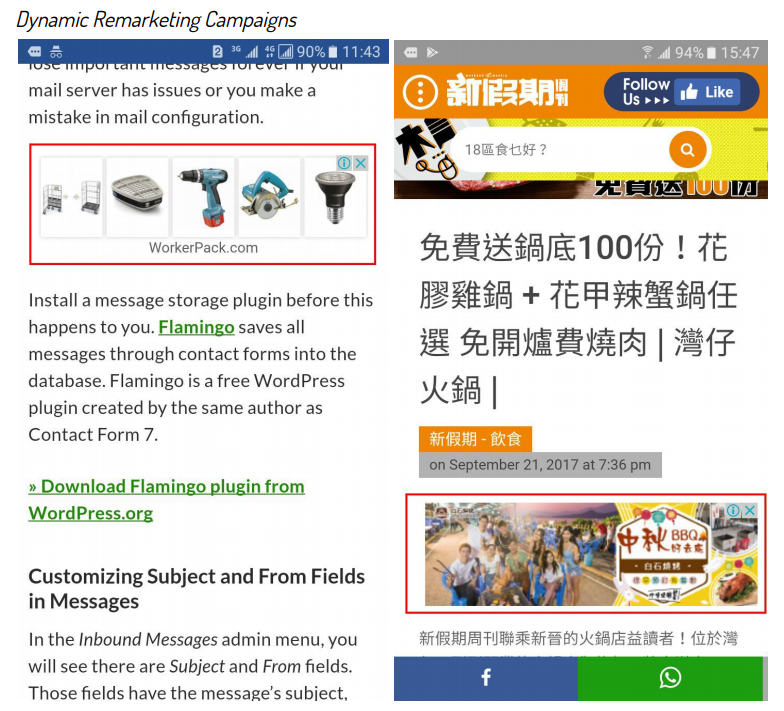 Dynamic Remarketing Campaigns
2 3G 4G 90% 11:43
lose important messages forever if your
mail server has issues or you make a
mistake in mail configuration.
WorkerPack.com
Install a message storage plugin before this
happens to you. Flamingo saves all
messages through contact forms into the
database. Flamingo is a free WordPress
plugin created by the same author as
Contact Form 7.
» Download Flamingo plugin from
WordPress.org
Customizing Subject and From Fields
in Messages
In the Inbound Messages admin menu, you
will see there are Subject and From fields.
Those fields have the message's subject,
94% 15:47
新假期周刊
Follow
Us
Like
18區食乜好？
免費送100份
免費送鍋底100份！花
膠雞鍋 + 花甲辣蟹鍋任
選 免開爐費燒肉 | 灣仔
火鍋 |
新假期 - 飲食
on September 21, 2017 at 7:36 pm
中秋BBQ好去處
白石燒烤
新假期周刊聯乘新晉的火鍋店益讀者！位於灣